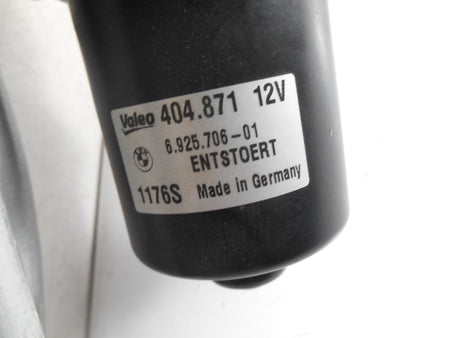 Valeo 404.871 12V
6.925.706-01
ENTSTOERT
1176S Made in Germany